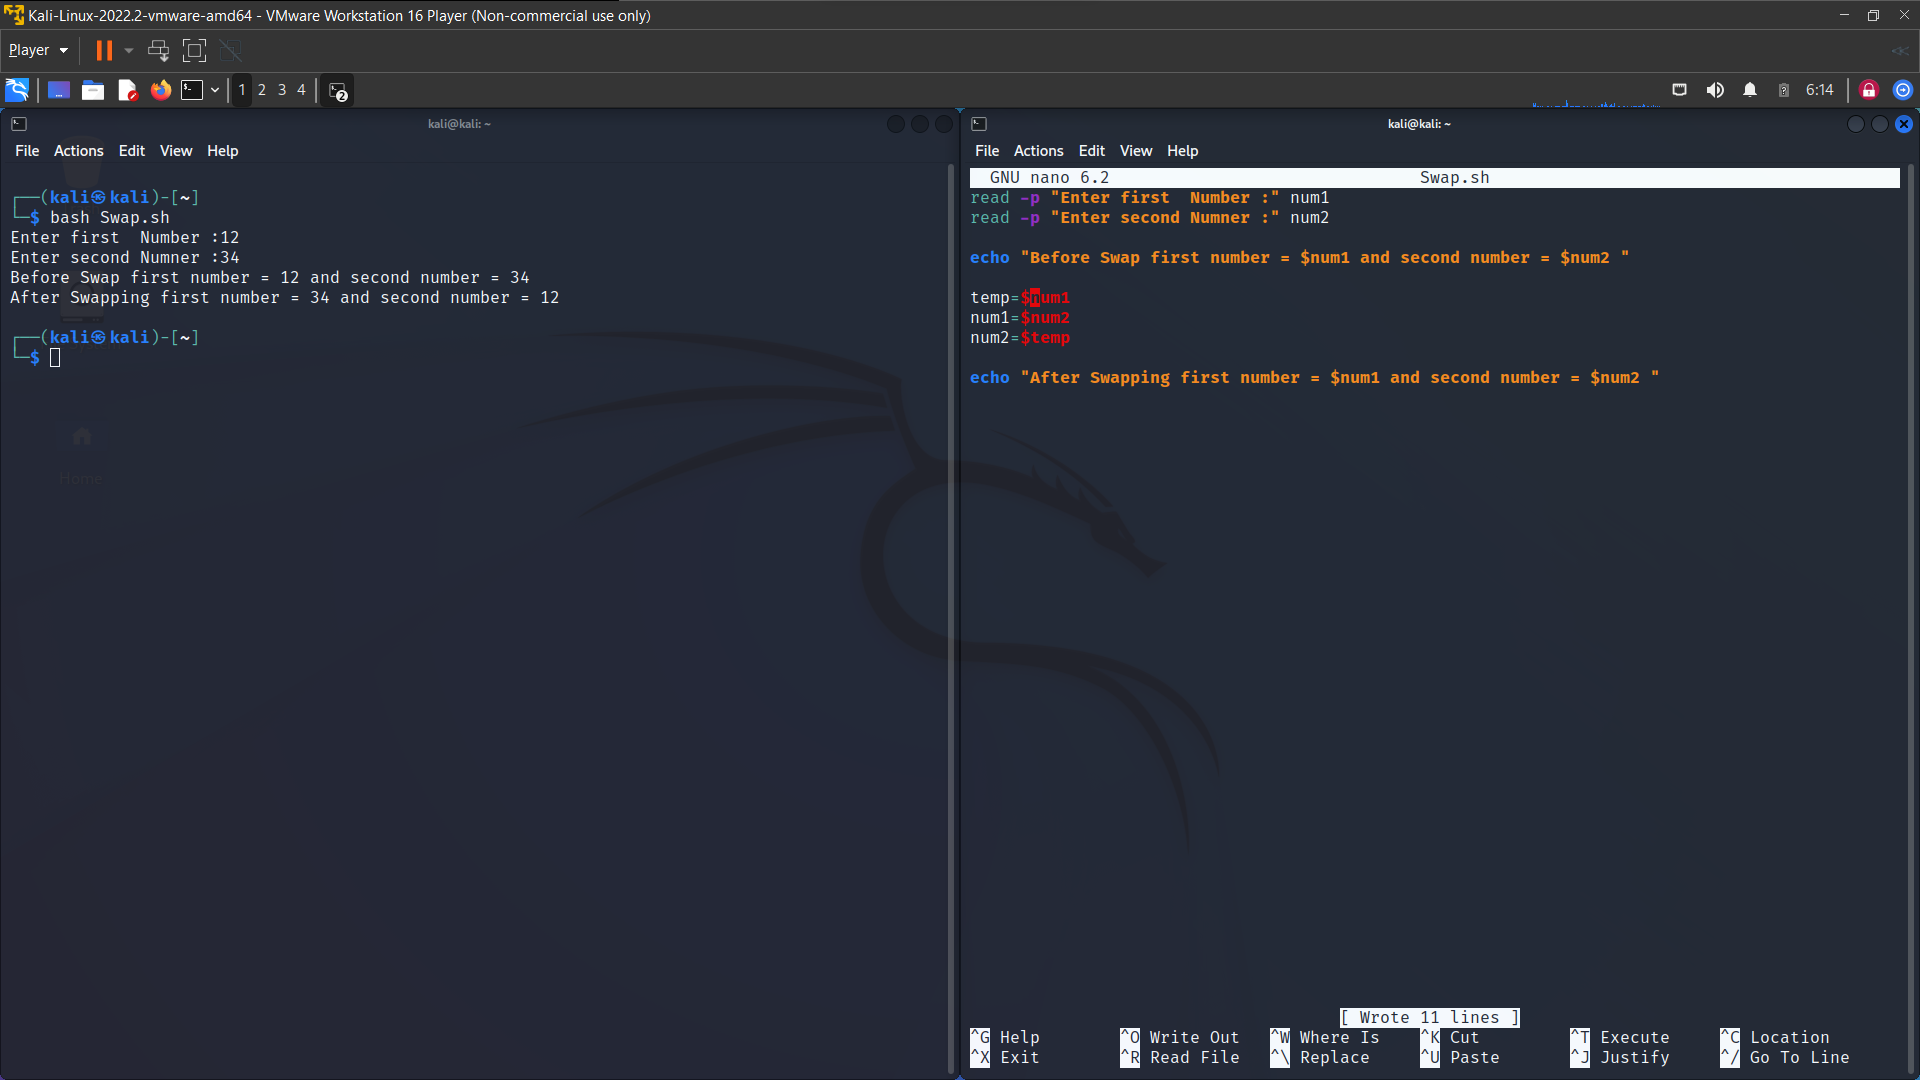 Kali-Linux-2022.2-vmware-amd64 - VMware Workstation 16 Player (Non-commercial use only)
Player
1 2 3 4 2 6:14
kali@kali: ~
File Actions Edit View Help
┌──(kali㉿kali)-[~]
└─$ bash Swap.sh
Enter first  Number :12
Enter second Numner :34
Before Swap first number = 12 and second number = 34
After Swapping first number = 34 and second number = 12
┌──(kali㉿kali)-[~]
└─$
Home
kali@kali: ~
File Actions Edit View Help
GNU nano 6.2 Swap.sh
read -p "Enter first  Number :" num1
read -p "Enter second Numner :" num2
echo "Before Swap first number = $num1 and second number = $num2 "
temp=$num1
num1=$num2
num2=$temp
echo "After Swapping first number = $num1 and second number = $num2 "
[ Wrote 11 lines ]
^G Help ^O Write Out ^W Where Is ^K Cut ^T Execute ^C Location
^X Exit ^R Read File ^\ Replace ^U Paste ^J Justify ^/ Go To Line